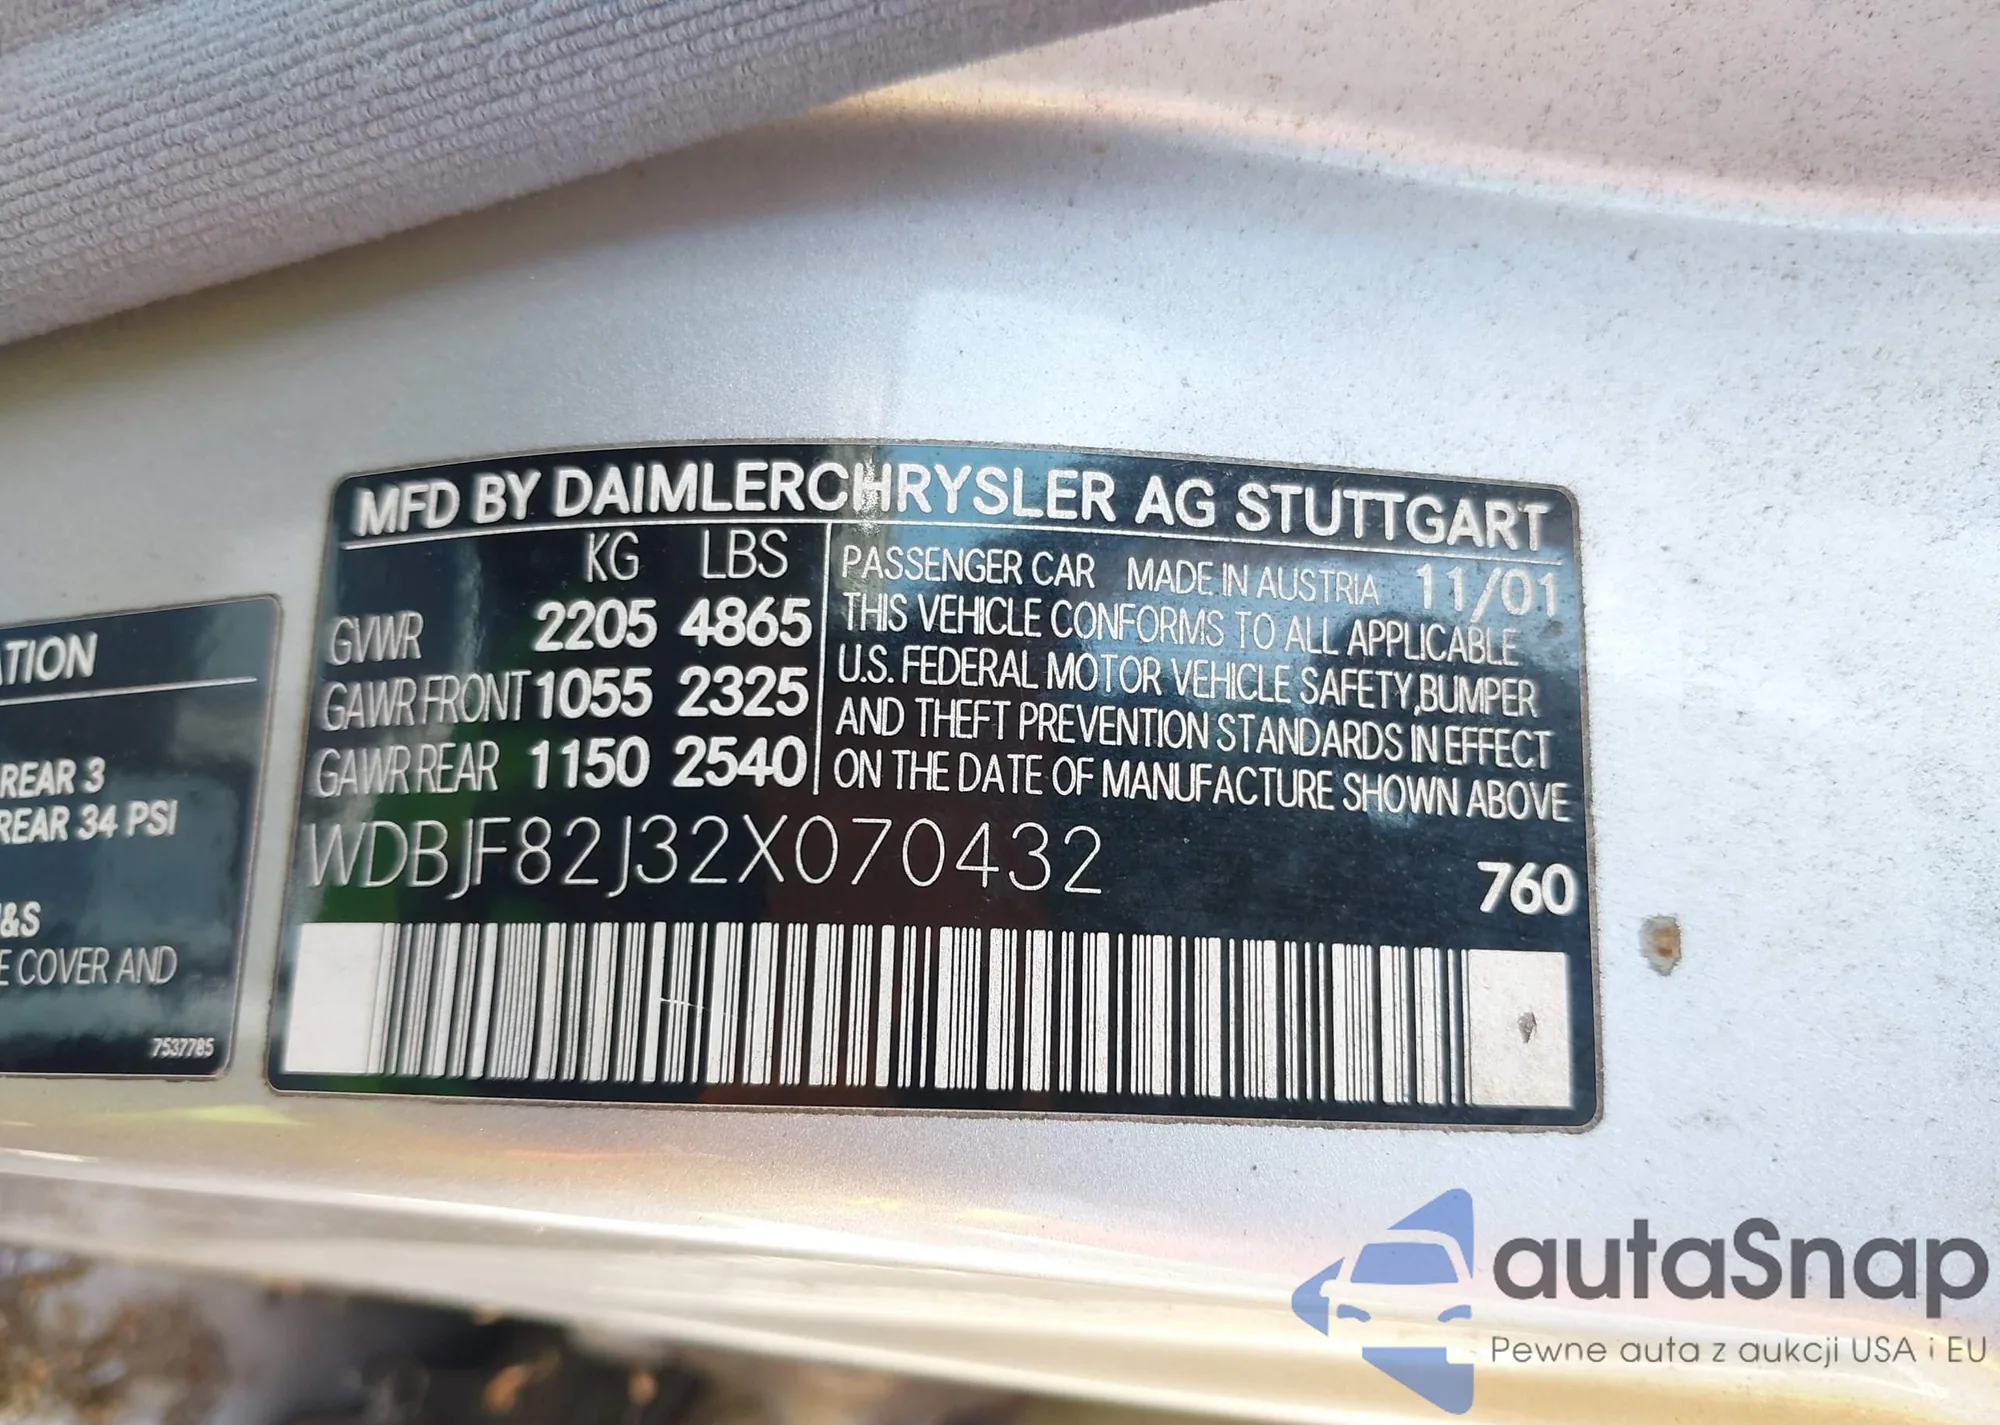 MFD BY DAIMLERCHRYSLER AG STUTTGART
KG LBS
GVWR 2205 4865
GAWR FRONT 1055 2325
GAWR REAR 1150 2540
PASSENGER CAR MADE IN AUSTRIA 11/01
THIS VEHICLE CONFORMS TO ALL APPLICABLE
U.S. FEDERAL MOTOR VEHICLE SAFETY, BUMPER
AND THEFT PREVENTION STANDARDS IN EFFECT
ON THE DATE OF MANUFACTURE SHOWN ABOVE
WDBJF82J32X070432
760
REAR 3
REAR 34 PSI
&S
COVER AND
7537785
autaSnap
Pewne auta z aukcji USA i EU